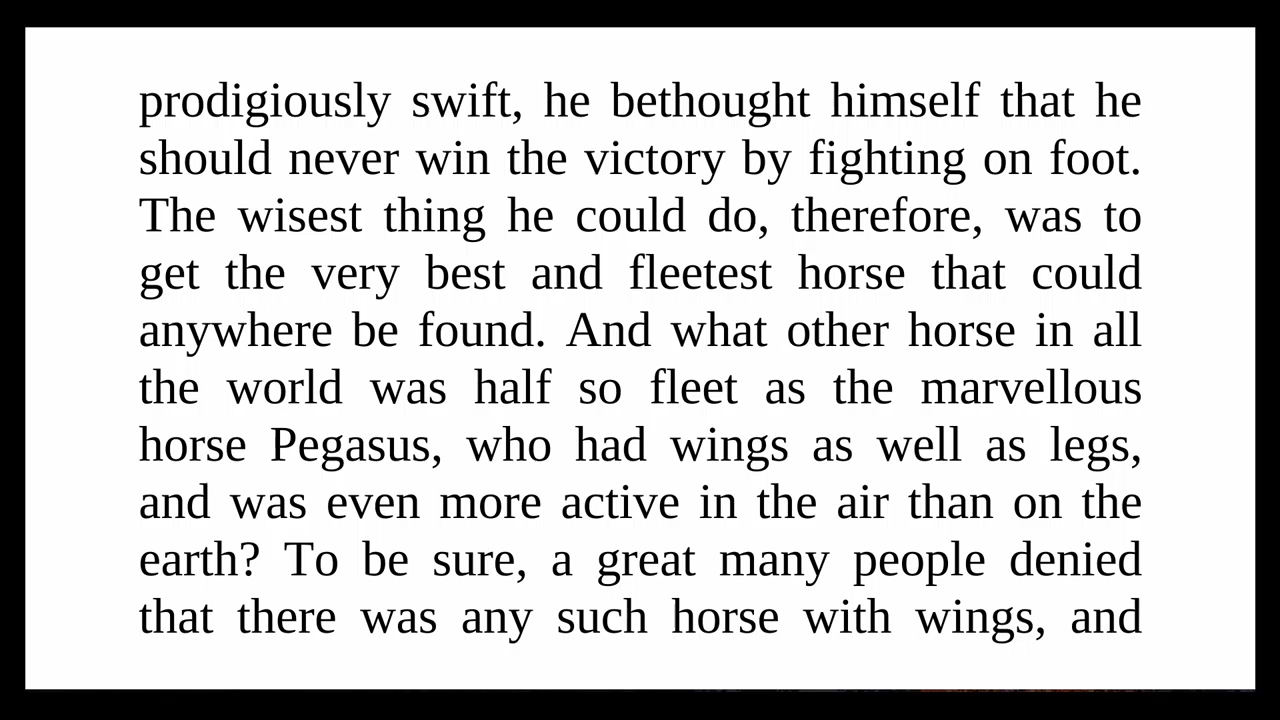 prodigiously swift, he bethought himself that he
should never win the victory by fighting on foot.
The wisest thing he could do, therefore, was to
get the very best and fleetest horse that could
anywhere be found. And what other horse in all
the world was half so fleet as the marvellous
horse Pegasus, who had wings as well as legs,
and was even more active in the air than on the
earth? To be sure, a great many people denied
that there was any such horse with wings, and